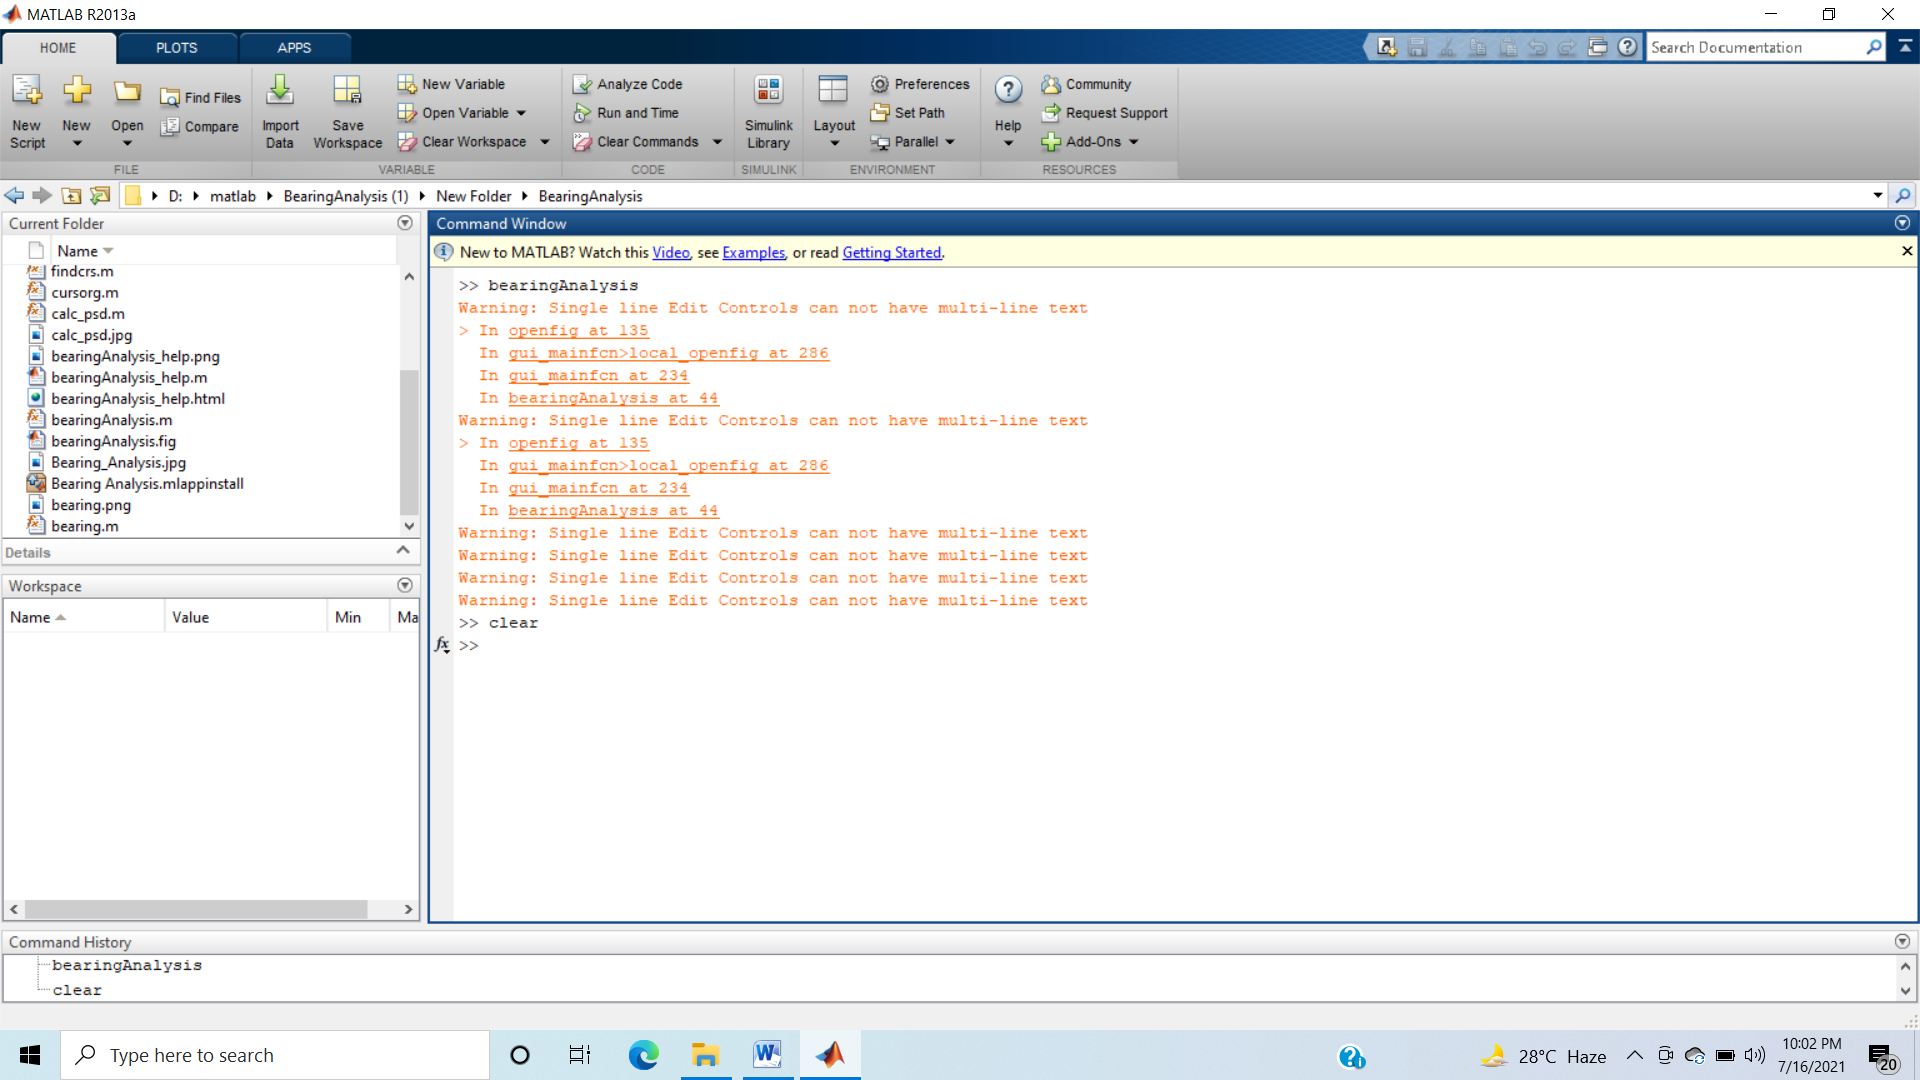 MATLAB R2013a
HOME PLOTS APPS
Search Documentation
New Script
New
Open
Find Files
Compare
FILE
Import Data
Save Workspace
New Variable
Open Variable
Clear Workspace
VARIABLE
Analyze Code
Run and Time
Clear Commands
CODE
Simulink Library
SIMULINK
Layout
Preferences
Set Path
Parallel
ENVIRONMENT
Help
Community
Request Support
Add-Ons
RESOURCES
D: matlab BearingAnalysis (1) New Folder BearingAnalysis
Current Folder
Name
findcrs.m
cursorg.m
calc_psd.m
calc_psd.jpg
bearingAnalysis_help.png
bearingAnalysis_help.m
bearingAnalysis_help.html
bearingAnalysis.m
bearingAnalysis.fig
Bearing_Analysis.jpg
Bearing Analysis.mlappinstall
bearing.png
bearing.m
Details
Workspace
Name Value Min Ma
Command Window
New to MATLAB? Watch this Video, see Examples, or read Getting Started.
>> bearingAnalysis
Warning: Single line Edit Controls can not have multi-line text
> In openfig at 135
In gui_mainfcn>local_openfig at 286
In gui_mainfcn at 234
In bearingAnalysis at 44
Warning: Single line Edit Controls can not have multi-line text
> In openfig at 135
In gui_mainfcn>local_openfig at 286
In gui_mainfcn at 234
In bearingAnalysis at 44
Warning: Single line Edit Controls can not have multi-line text
Warning: Single line Edit Controls can not have multi-line text
Warning: Single line Edit Controls can not have multi-line text
Warning: Single line Edit Controls can not have multi-line text
>> clear
fx >>
Command History
bearingAnalysis
clear
Type here to search
28°C Haze
10:02 PM
7/16/2021
20